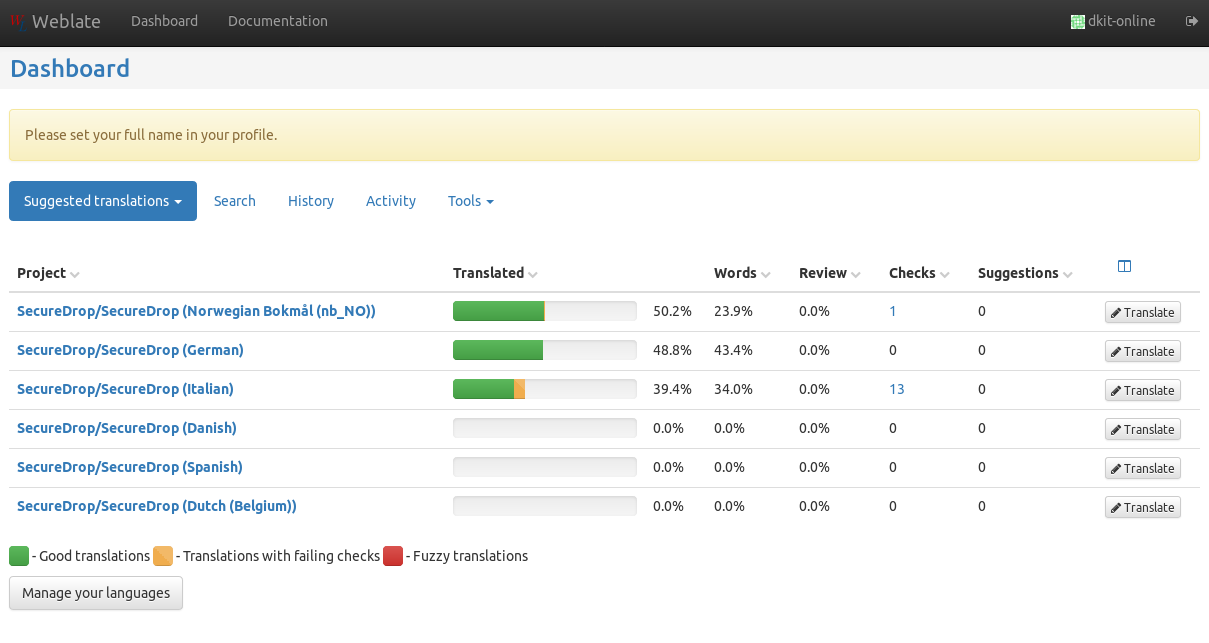 Weblate Dashboard Documentation dkit-online
Dashboard
Please set your full name in your profile.
Suggested translations Search History Activity Tools
Project Translated Words Review Checks Suggestions
SecureDrop/SecureDrop (Norwegian Bokmål (nb_NO)) 50.2% 23.9% 0.0% 1 0 Translate
SecureDrop/SecureDrop (German) 48.8% 43.4% 0.0% 0 0 Translate
SecureDrop/SecureDrop (Italian) 39.4% 34.0% 0.0% 13 0 Translate
SecureDrop/SecureDrop (Danish) 0.0% 0.0% 0.0% 0 0 Translate
SecureDrop/SecureDrop (Spanish) 0.0% 0.0% 0.0% 0 0 Translate
SecureDrop/SecureDrop (Dutch (Belgium)) 0.0% 0.0% 0.0% 0 0 Translate
- Good translations - Translations with failing checks - Fuzzy translations
Manage your languages